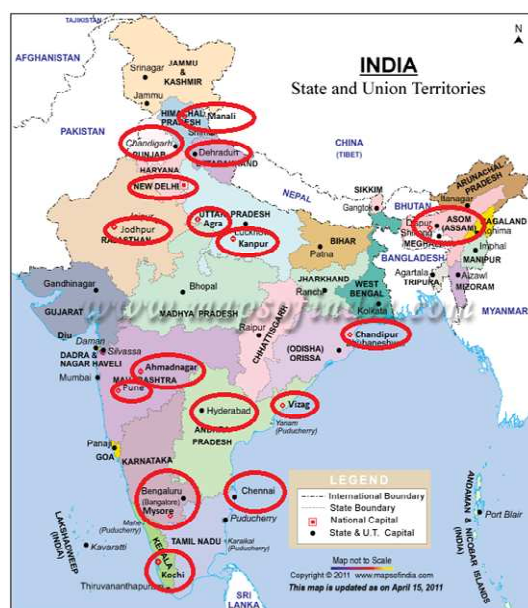 TAJIKISTAN
AFGHANISTAN
INDIA
State and Union Territories
N
JAMMU
&
KASHMIR
Srinagar
Jammu
HIMACHAL
PRADESH
Manali
PAKISTAN
Chandigarh
PUNJAB
Dehradun
CHINA
(TIBET)
HARYANA
NEW DELHI
ARUNACHAL
PRADESH
Itanagar
SIKKIM
Gangtok
BHUTAN
NEPAL
UTTAR PRADESH
Agra
Jodhpur
RAJASTHAN
Kanpur
Dispur
Shillong
ASOM
(ASSAM)
NAGALAND
Kohima
Imphal
MANIPUR
BIHAR
Patna
BANGLADESH
Agartala
TRIPURA
Aizawl
MIZORAM
Gandhinagar
GUJARAT
Bhopal
MADHYA PRADESH
JHARKHAND
Ranchi
WEST
BENGAL
Kolkata
MYANMAR
www.mapsofindia.com
CHHATTISGARH
Raipur
Diu
Daman
Silvassa
DADRA &
NAGAR HAVELI
(ODISHA)
ORISSA
Chandipur
Mumbai
Ahmadnagar
MAHARASHTRA
Pune
Hyderabad
ANDHRA
PRADESH
Vizag
Yanam
(Puducherry)
Panaji
GOA
KARNATAKA
Bengaluru
(Bangalore)
Mysore
Chennai
Mahe
(Puducherry)
Puducherry
Karaikal
(Puducherry)
TAMIL NADU
LAKSHADWEEP
(INDIA)
Kavaratti
KERALA
Kochi
Thiruvananthapuram
SRI
LANKA
ANDAMAN & NICOBAR ISLANDS
(INDIA)
Port Blair
LEGEND
International Boundary
State Boundary
National Capital
State & U.T. Capital
Map not to Scale
Copyright © 2011 www.mapsofindia.com
This map is updated as on April 15, 2011